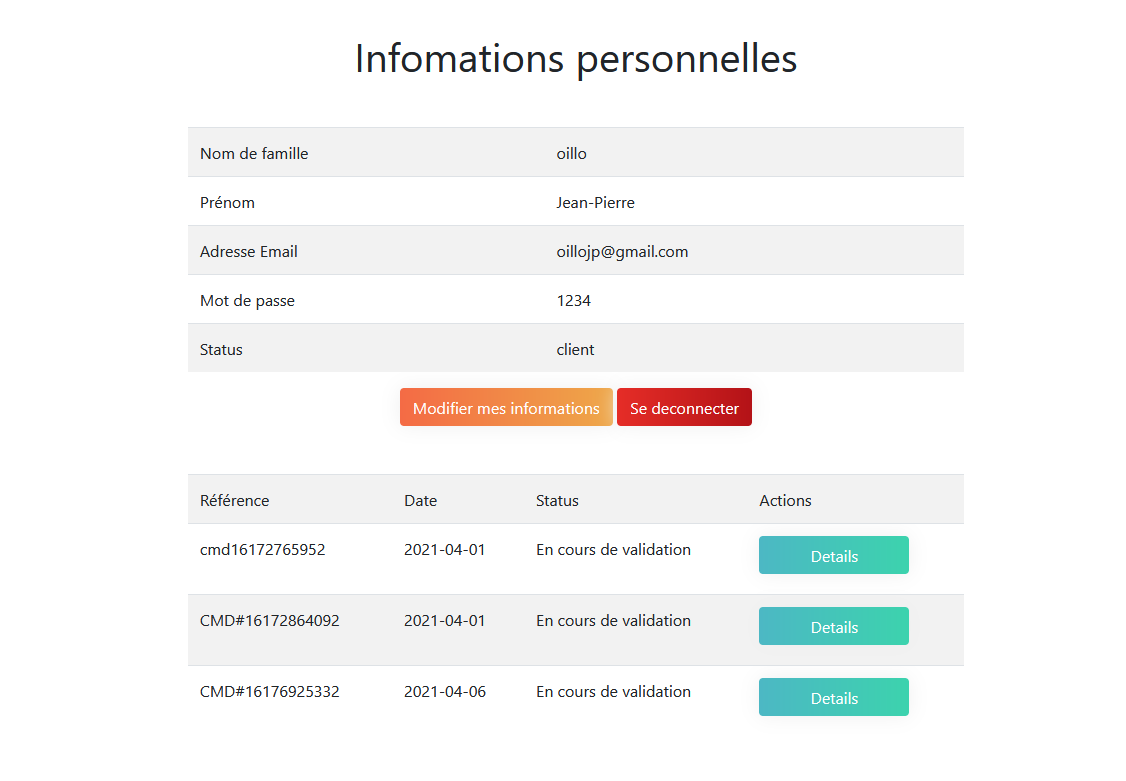 Infomations personnelles
Nom de famille oillo
Prénom Jean-Pierre
Adresse Email oillojp@gmail.com
Mot de passe 1234
Status client
Modifier mes informations Se deconnecter
Référence Date Status Actions
cmd16172765952 2021-04-01 En cours de validation Details
CMD#16172864092 2021-04-01 En cours de validation Details
CMD#16176925332 2021-04-06 En cours de validation Details